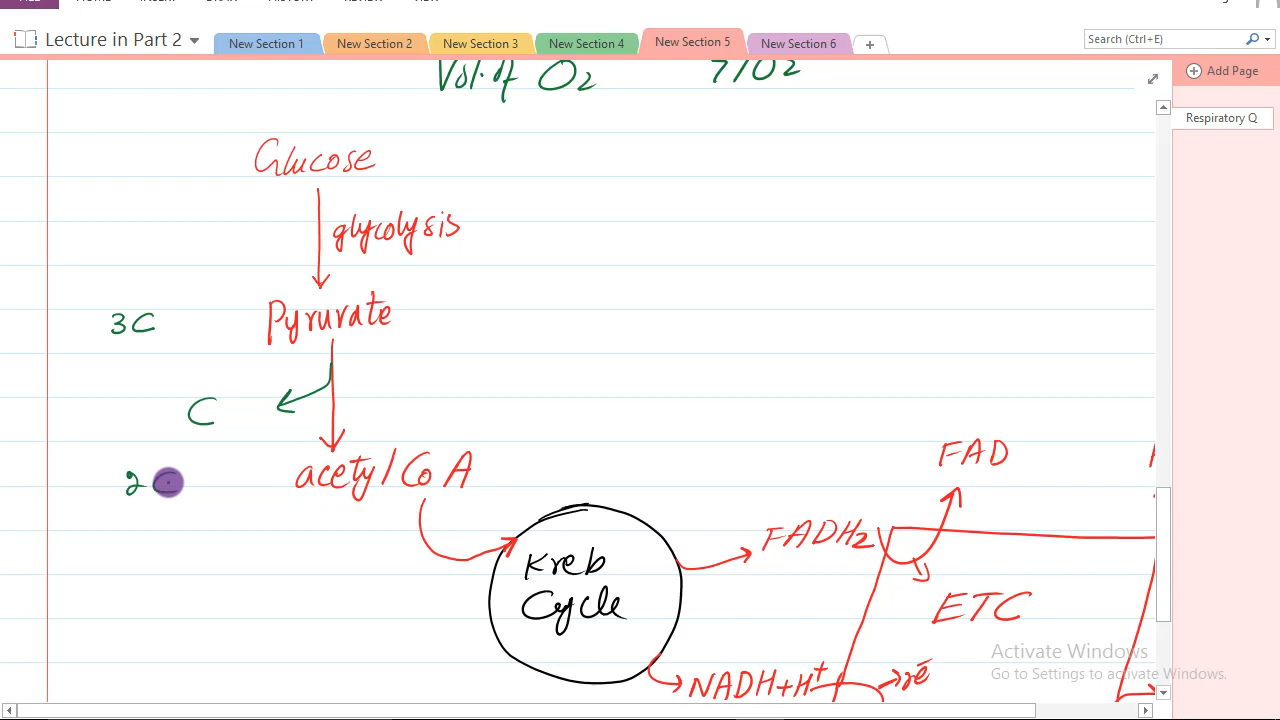 Lecture in Part 2
New Section 1
New Section 2
New Section 3
New Section 4
New Section 5
New Section 6
Search (Ctrl+E)
Add Page
Respiratory Q
Vol. of O2
Glucose
glycolysis
Pyruvate
3C
C
acetyl CoA
2 C
FAD
Kreb
Cycle
FADH2
ETC
NADH+H+
Activate Windows
Go to Settings to activate Windows.